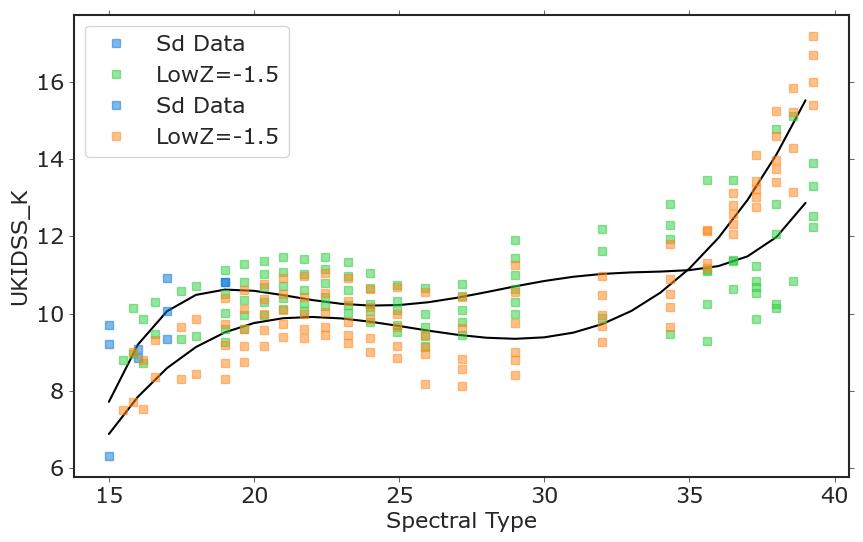 Sd Data
LowZ=-1.5
Sd Data
LowZ=-1.5
UKIDSS_K
16
14
12
10
8
6
15 20 25 30 35 40
Spectral Type